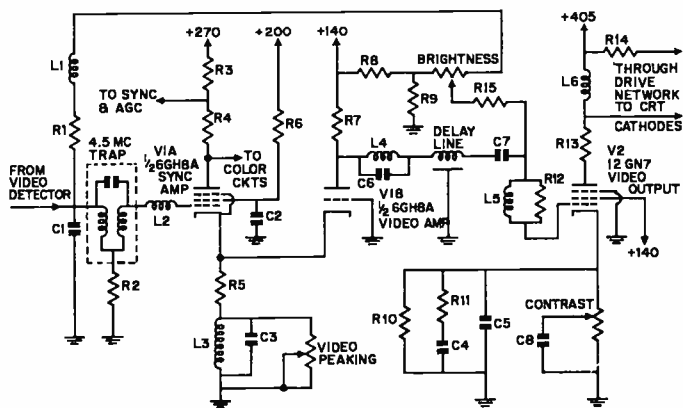 +270
+200
+140
+405
L1
R3
R8
BRIGHTNESS
R14
TO SYNC
& AGC
R6
R9
R15
L6
THROUGH
DRIVE
NETWORK
TO CRT
CATHODES
R1
R4
R7
4.5 MC
TRAP
V1A
1/2 6GH8A
SYNC
AMP
TO
COLOR
CKTS
L4
DELAY
LINE
C7
R13
V2
12 GN7
VIDEO
OUTPUT
FROM
VIDEO
DETECTOR
C6
V1B
1/2 6GH8A
VIDEO AMP
R12
L5
C1
L2
C2
+140
R2
R5
R10
R11
C5
CONTRAST
L3
C3
VIDEO
PEAKING
C4
C8